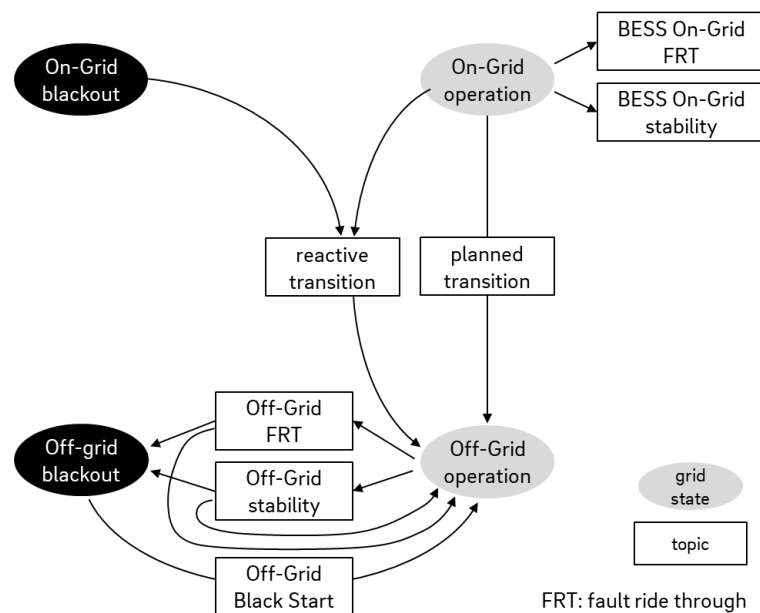 On-Grid
blackout
On-Grid
operation
BESS On-Grid
FRT
BESS On-Grid
stability
reactive
transition
planned
transition
Off-grid
blackout
Off-Grid
FRT
Off-Grid
stability
Off-Grid
operation
Off-Grid
Black Start
grid
state
topic
FRT: fault ride through